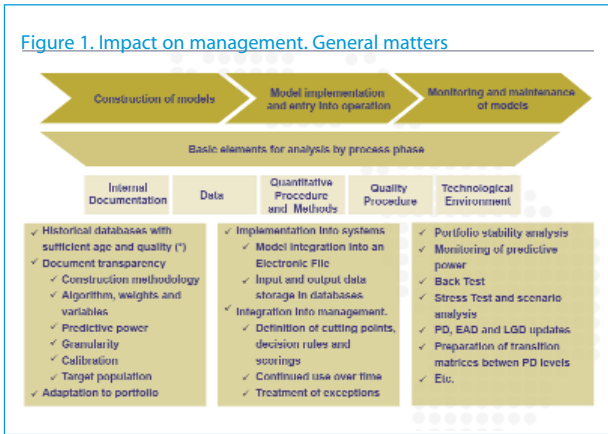 Figure 1. Impact on management. General matters
Construction of models
Model implementation
and entry into operation
Monitoring and maintenance
of models
Basic elements for analysis by process phase
Internal
Documentation
Data
Quantitative
Procedure
and Methods
Quality
Procedure
Technological
Environment
✓ Historical databases with
sufficient age and quality (*)
✓ Document transparency
✓ Construction methodology
✓ Algorithm, weights and
variables
✓ Predictive power
✓ Granularity
✓ Calibration
✓ Target population
✓ Adaptation to portfolio
✓ Implementation into systems
✓ Model integration into an
Electronic File
✓ Input and output data
storage in databases
✓ Integration into management.
✓ Definition of cutting points,
decision rules and
scorings
✓ Continued use over time
✓ Treatment of exceptions
✓ Portfolio stability analysis
✓ Monitoring of predictive
power
✓ Back Test
✓ Stress Test and scenario
analysis
✓ PD, EAD and LGD updates
✓ Preparation of transition
matrices betwen PD levels
✓ Etc.